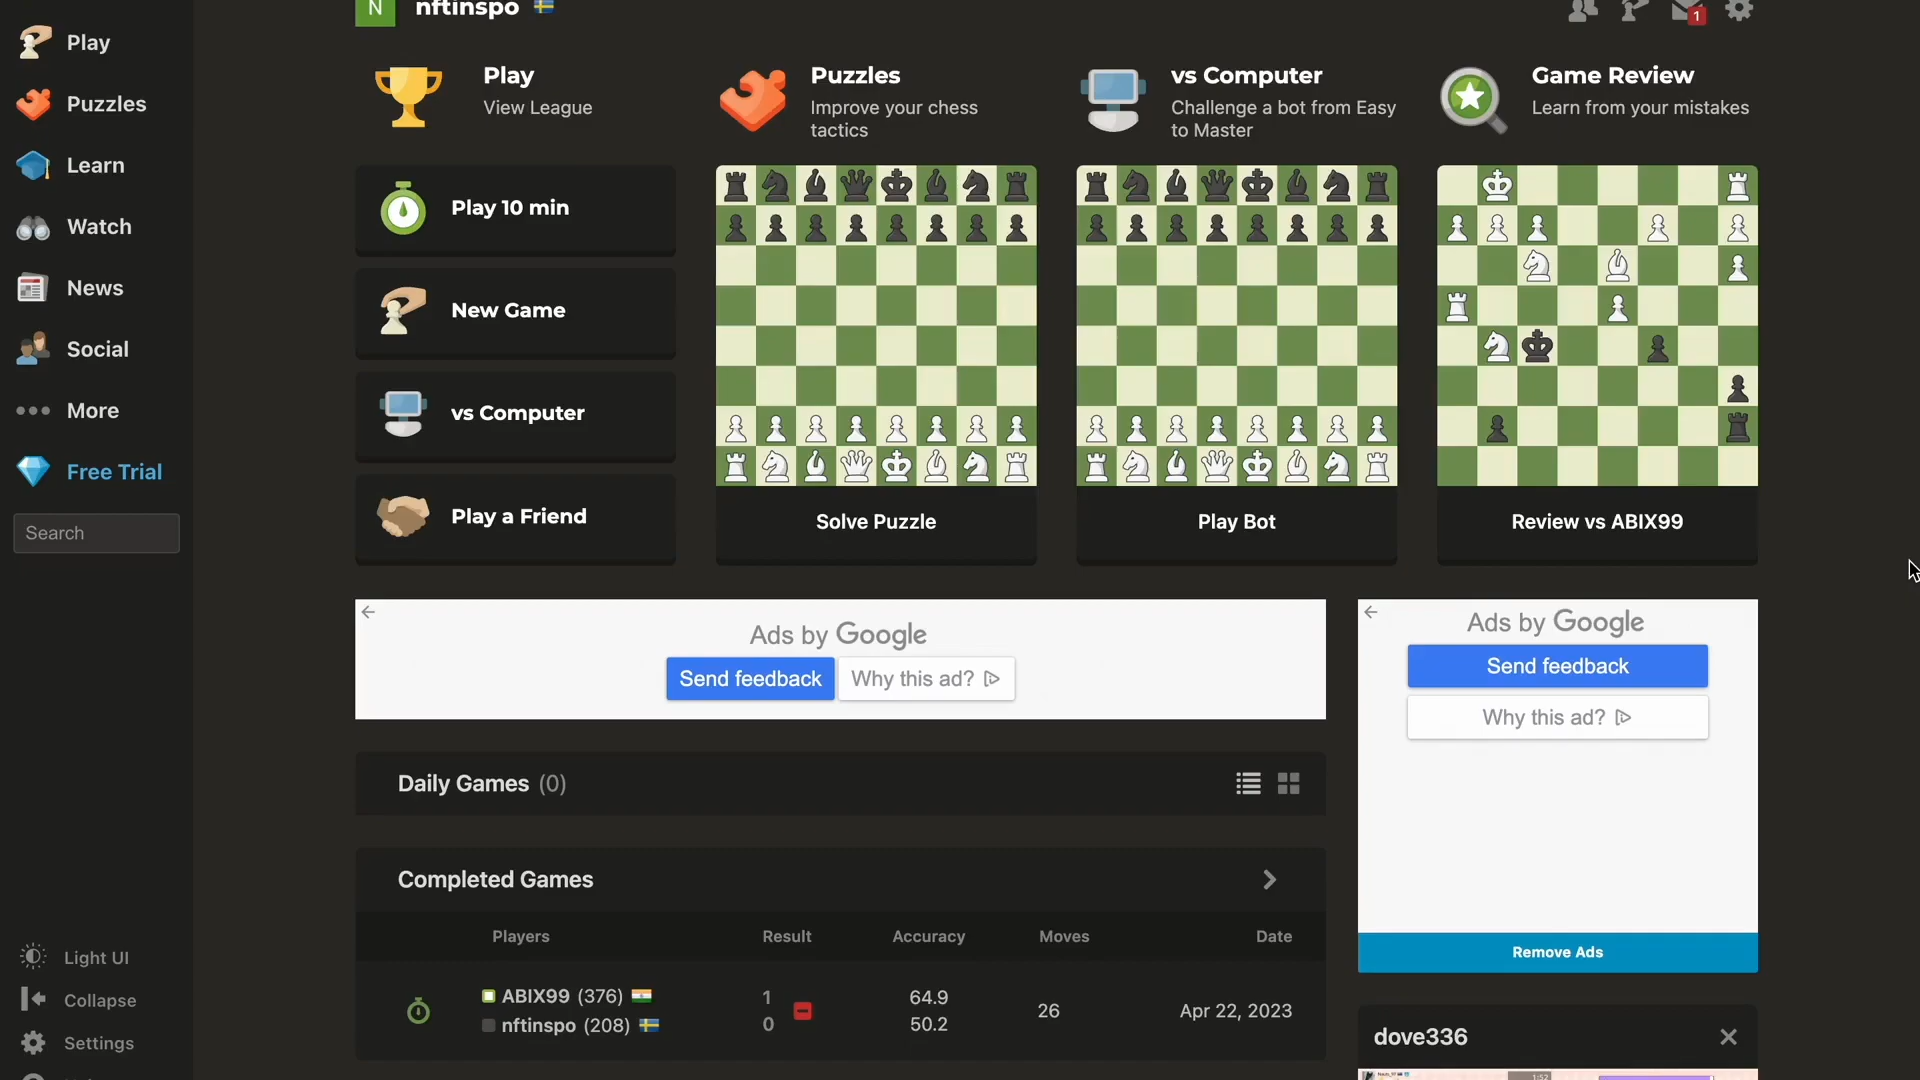 N
nftinspo
1
Play
Puzzles
Learn
Watch
News
Social
More
Free Trial
Search
Light UI
Collapse
Settings
Play
View League
Puzzles
Improve your chess
tactics
vs Computer
Challenge a bot from Easy
to Master
Game Review
Learn from your mistakes
Play 10 min
New Game
vs Computer
Play a Friend
Solve Puzzle
Play Bot
Review vs ABIX99
Ads by Google
Send feedback
Why this ad?
Ads by Google
Send feedback
Why this ad?
Remove Ads
Daily Games (0)
Completed Games
Players Result Accuracy Moves Date
ABIX99 (376) 1 64.9
26 Apr 22, 2023
nftinspo (208) 0 50.2
dove336
1:52